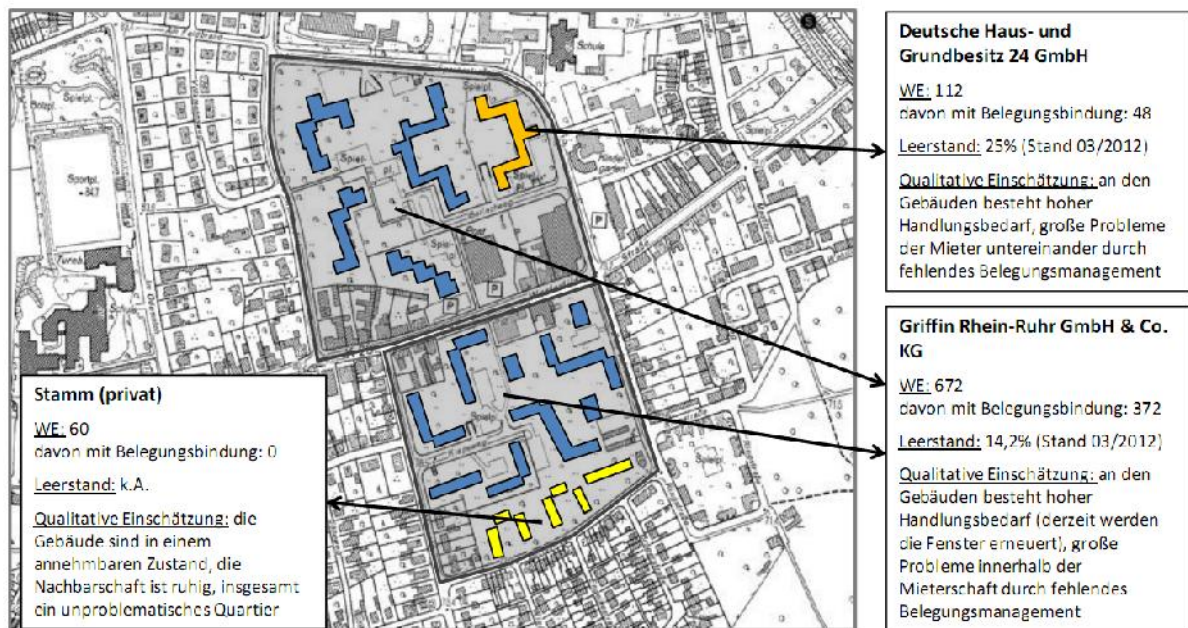 Schule
Spielpl.
Bolzpl.
Spielpl.
Sportpl.
P
P
P
Spielpl.
Deutsche Haus- und
Grundbesitz 24 GmbH
WE: 112
davon mit Belegungsbindung: 48
Leerstand: 25% (Stand 03/2012)
Qualitative Einschätzung: an den
Gebäuden besteht hoher
Handlungsbedarf, große Probleme
der Mieter untereinander durch
fehlendes Belegungsmanagement
Griffin Rhein-Ruhr GmbH & Co.
KG
WE: 672
davon mit Belegungsbindung: 372
Leerstand: 14,2% (Stand 03/2012)
Qualitative Einschätzung: an den
Gebäuden besteht hoher
Handlungsbedarf (derzeit werden
die Fenster erneuert), große
Probleme innerhalb der
Mieterschaft durch fehlendes
Belegungsmanagement
Stamm (privat)
WE: 60
davon mit Belegungsbindung: 0
Leerstand: k.A.
Qualitative Einschätzung: die
Gebäude sind in einem
annehmbaren Zustand, die
Nachbarschaft ist ruhig, insgesamt
ein unproblematisches Quartier